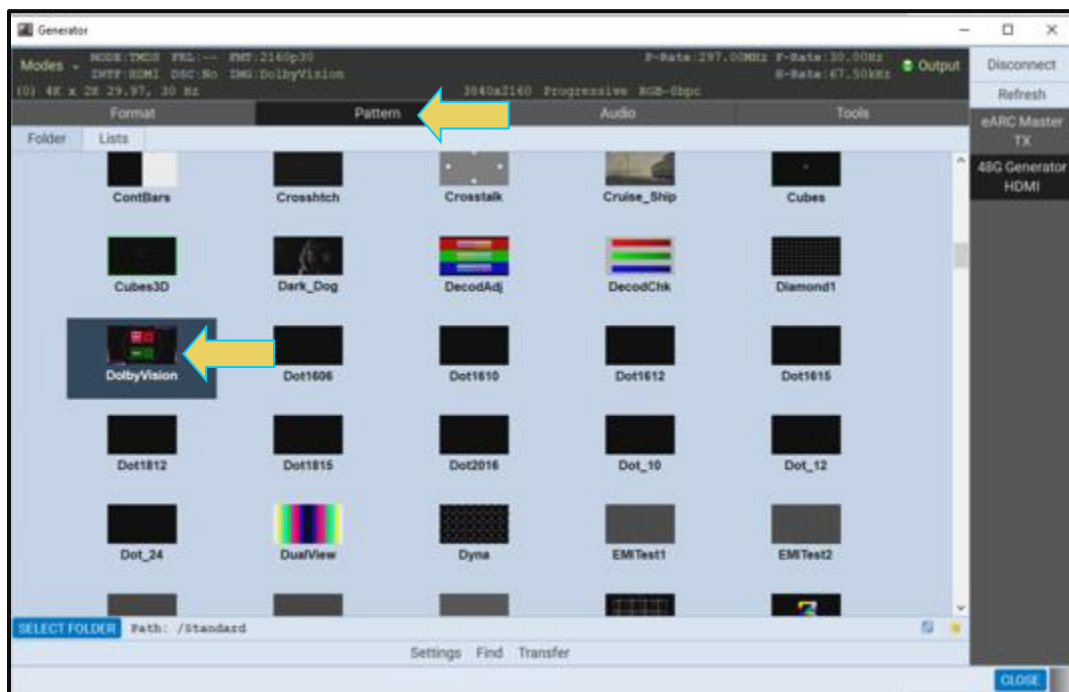 Generator
Modes MODE:TMDS FRL:-- FMT:2160p30 P-Rate:297.00MHz F-Rate:30.00Hz Output
INTF:HDMI DSC:No IMG:DolbyVision H-Rate:67.50kHz
(0) 4K x 2K 29.97, 30 Hz 3840x2160 Progressive RGB-8bpc
Disconnect
Refresh
eARC Master
TX
48G Generator
HDMI
Format Pattern Audio Tools
Folder Lists
ContBars Crosshtch Crosstalk Cruise_Ship Cubes
Cubes3D Dark_Dog DecodAdj DecodChk Diamond1
DolbyVision Dot1606 Dot1610 Dot1612 Dot1615
Dot1812 Dot1815 Dot2016 Dot_10 Dot_12
Dot_24 DualView Dyna EMITest1 EMITest2
SELECT FOLDER Path: /Standard
Settings Find Transfer
CLOSE